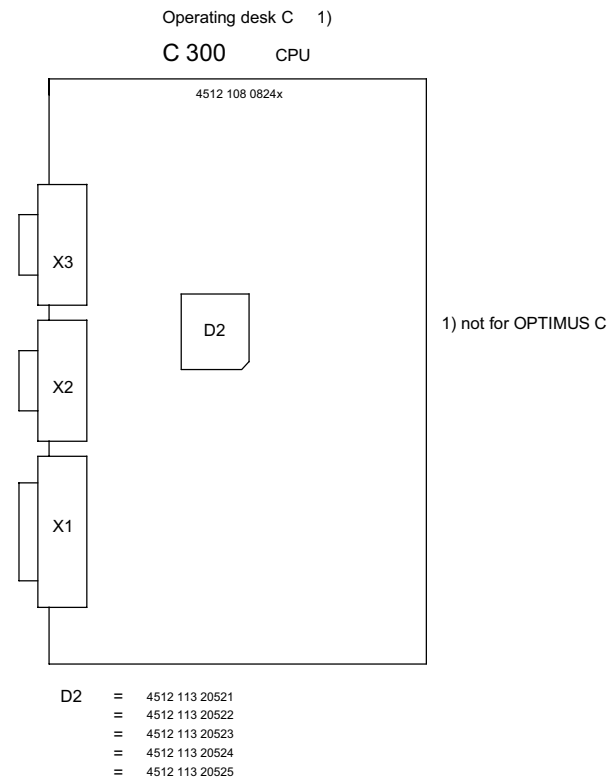 Operating desk C 1)
C 300 CPU
4512 108 0824x
X3
D2
1) not for OPTIMUS C
X2
X1
D2 = 4512 113 20521
= 4512 113 20522
= 4512 113 20523
= 4512 113 20524
= 4512 113 20525